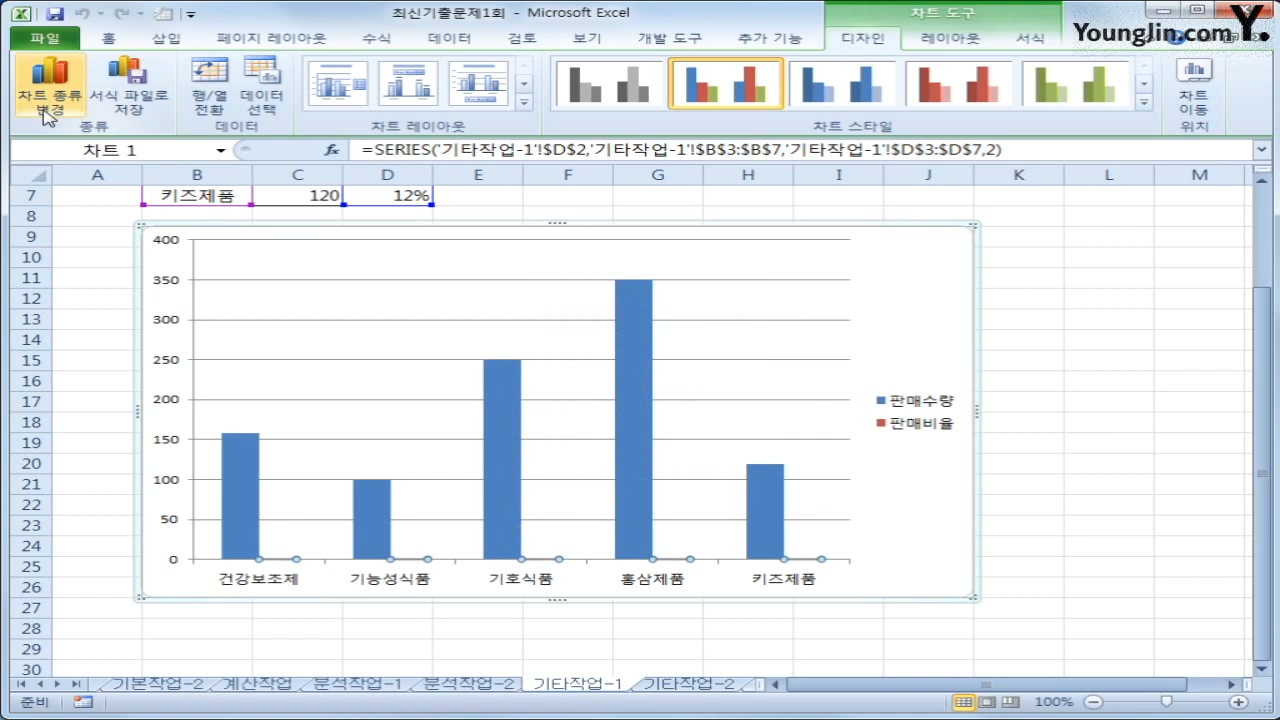 최신기출문제1회 - Microsoft Excel
차트 도구
Younglin.com Y.
파일 홈 삽입 페이지 레이아웃 수식 데이터 검토 보기 개발 도구 추가 기능 디자인 레이아웃 서식
차트 종류 변경
서식 파일로 저장
행/열 전환
데이터 선택
차트 이동
종류 데이터 차트 레이아웃 차트 스타일 위치
차트 1 fx =SERIES('기타작업-1'!$D$2,'기타작업-1'!$B$3:$B$7,'기타작업-1'!$D$3:$D$7,2)
A B C D E F G H I J K L M
7 키즈제품 120 12%
8
9
10
11
12
13
14
15
16
17
18
19
20
21
22
23
24
25
26
27
28
29
30
400
350
300
250
200
150
100
50
0
건강보조제 기능성식품 기호식품 홍삼제품 키즈제품
판매수량
판매비율
기본작업-2 계산작업 분석작업-1 분석작업-2 기타작업-1 기타작업-2
준비 100%